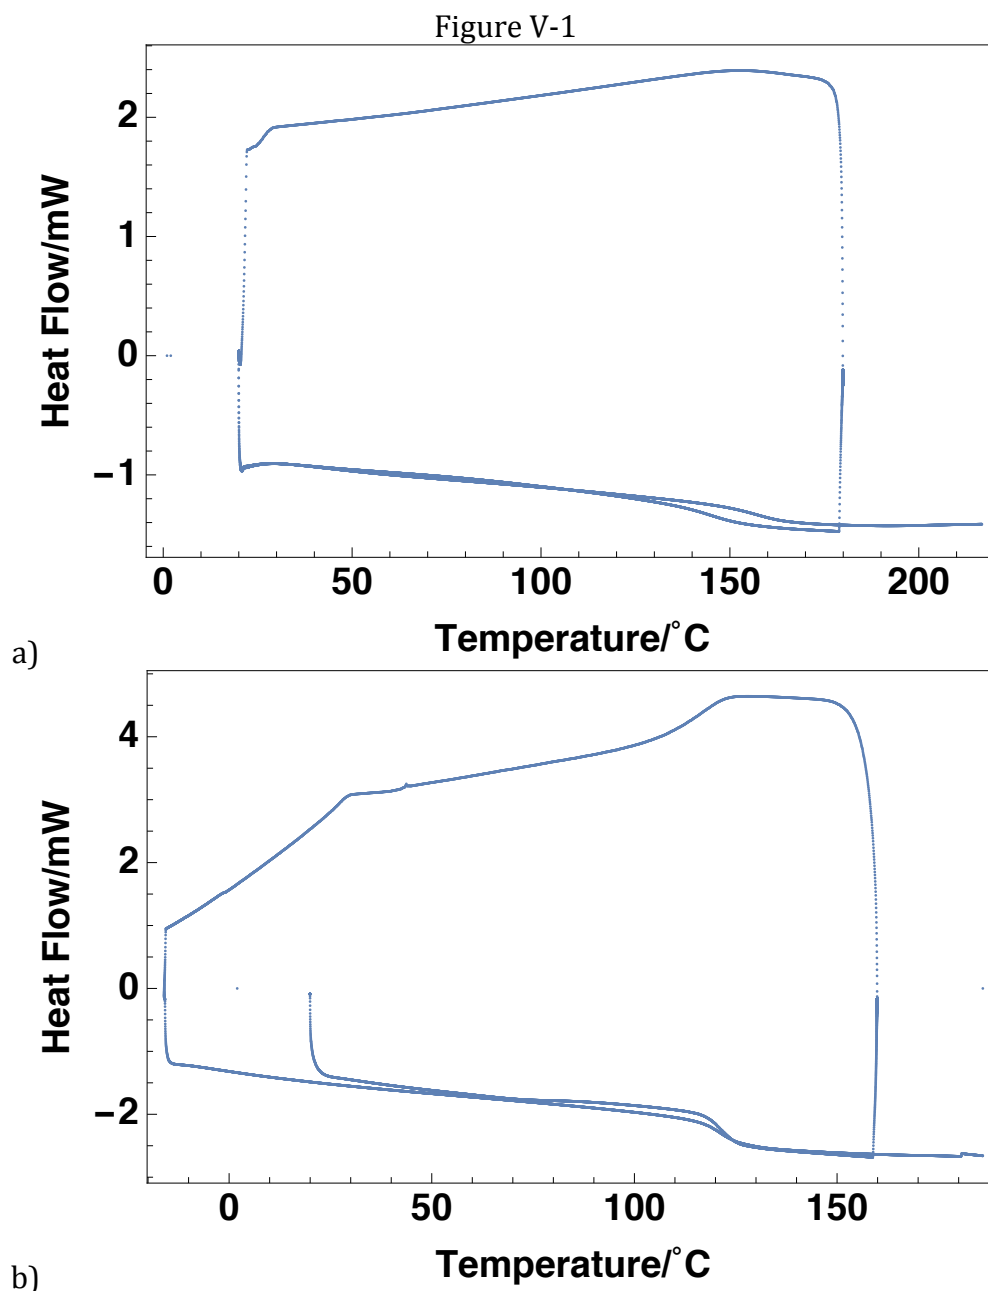 Figure V-1
2
1
0
−1
Heat Flow/mW
0 50 100 150 200
Temperature/˚C
a)
4
2
0
−2
Heat Flow/mW
0 50 100 150
Temperature/˚C
b)